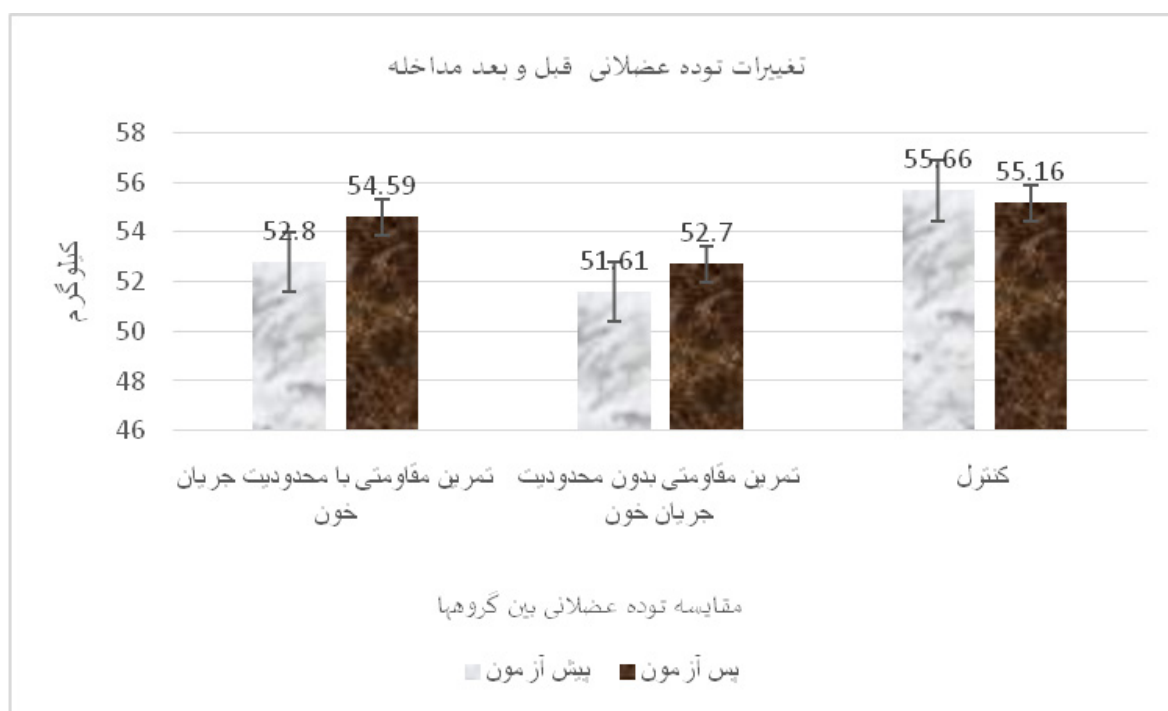 تغییرات توده عضلانی قبل و بعد مداخله
کیلوگرم
58
56
54
52
50
48
46
52.8
54.59
51.61
52.7
55.66
55.16
تمرین مقاومتی با محدودیت جریان
خون
تمرین مقاومتی بدون محدودیت
جریان خون
کنترل
مقایسه توده عضلانی بین گروهها
پیش آزمون
پس آزمون